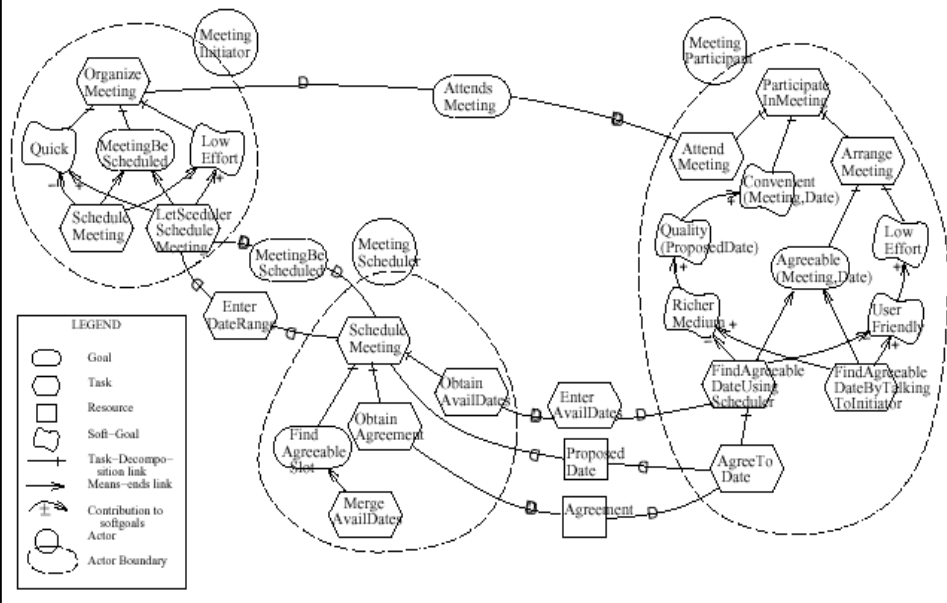 Meeting
Initiator
Organize
Meeting
Quick
MeetingBe
Scheduled
Low
Effort
Schedule
Meeting
LetSceduler
Schedule
Meeting
D
Attends
Meeting
D
Meeting
Participant
Participate
InMeeting
Attend
Meeting
Arrange
Meeting
Convenent
(Meeting,Date)
Quality
(ProposedDate)
Agreeable
(Meeting,Date)
Low
Effort
Richer
Medium
User
Friendly
FindAgreeable
DateUsing
Scheduler
FindAgreeable
DateByTalking
ToInitiator
AgreeTo
Date
D
MeetingBe
Scheduled
D
Meeting
Scheduler
D
Enter
DateRange
D
Schedule
Meeting
Obtain
AvailDates
Obtain
Agreement
Find
Agreeable
Slot
Merge
AvailDates
D
Enter
AvailDates
D
D
Proposed
Date
D
D
Agreement
D
LEGEND
Goal
Task
Resource
Soft-Goal
Task-Decompo-
sition link
Means-ends link
±
Contribution to
softgoals
Actor
Actor Boundary